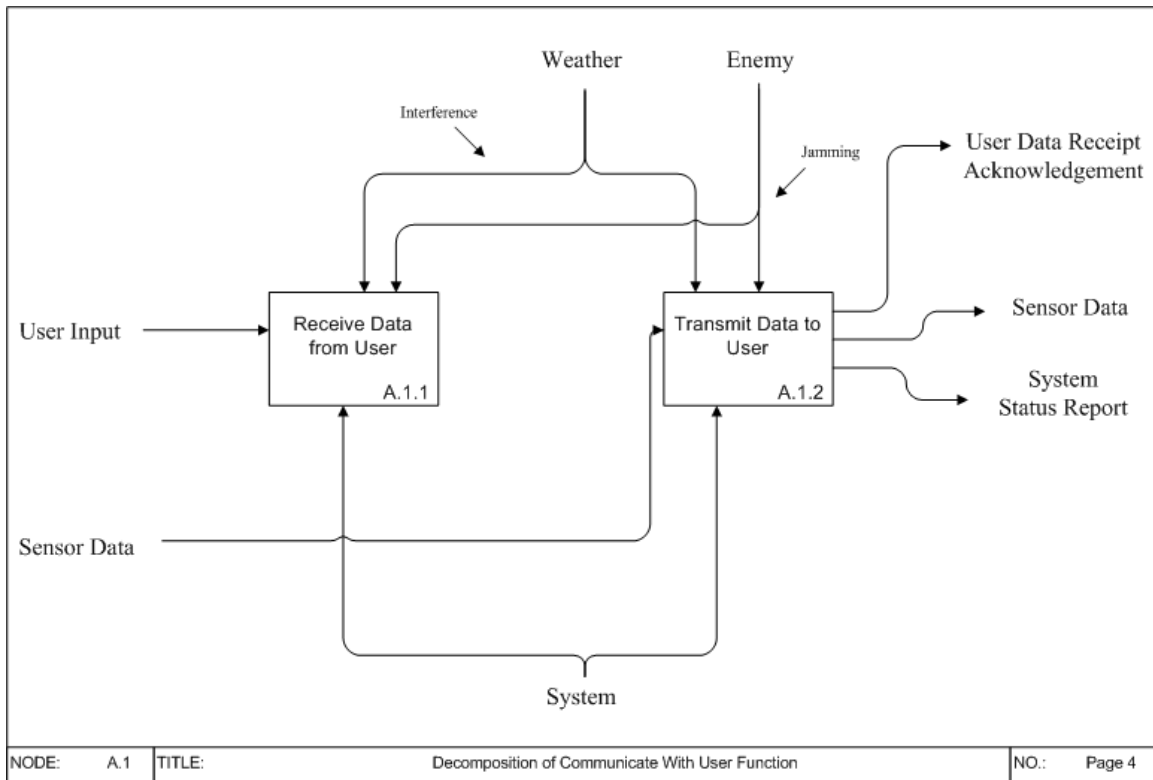 Weather
Enemy
Interference
Jamming
User Data Receipt
Acknowledgement
User Input
Receive Data
from User
A.1.1
Transmit Data to
User
A.1.2
Sensor Data
System
Status Report
Sensor Data
System
NODE: A.1 TITLE: Decomposition of Communicate With User Function NO.: Page 4